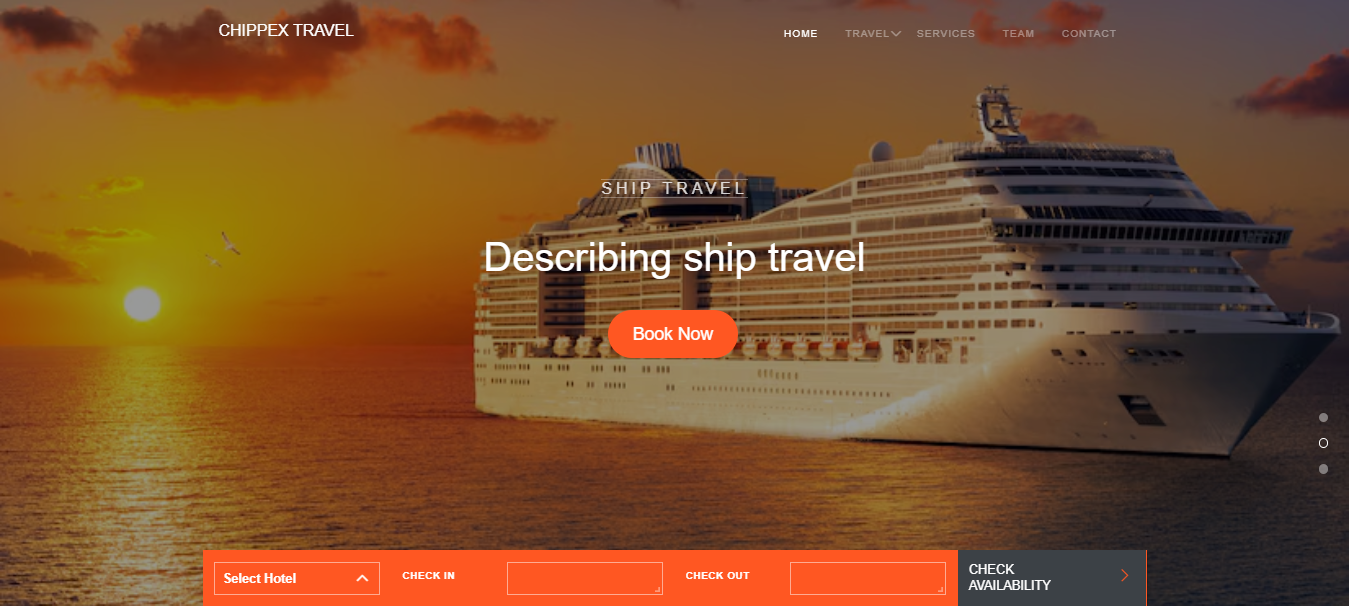 CHIPPEX TRAVEL
HOME TRAVEL SERVICES TEAM CONTACT
SHIP TRAVEL
Describing ship travel
Book Now
Select Hotel
CHECK IN
CHECK OUT
CHECK
AVAILABILITY